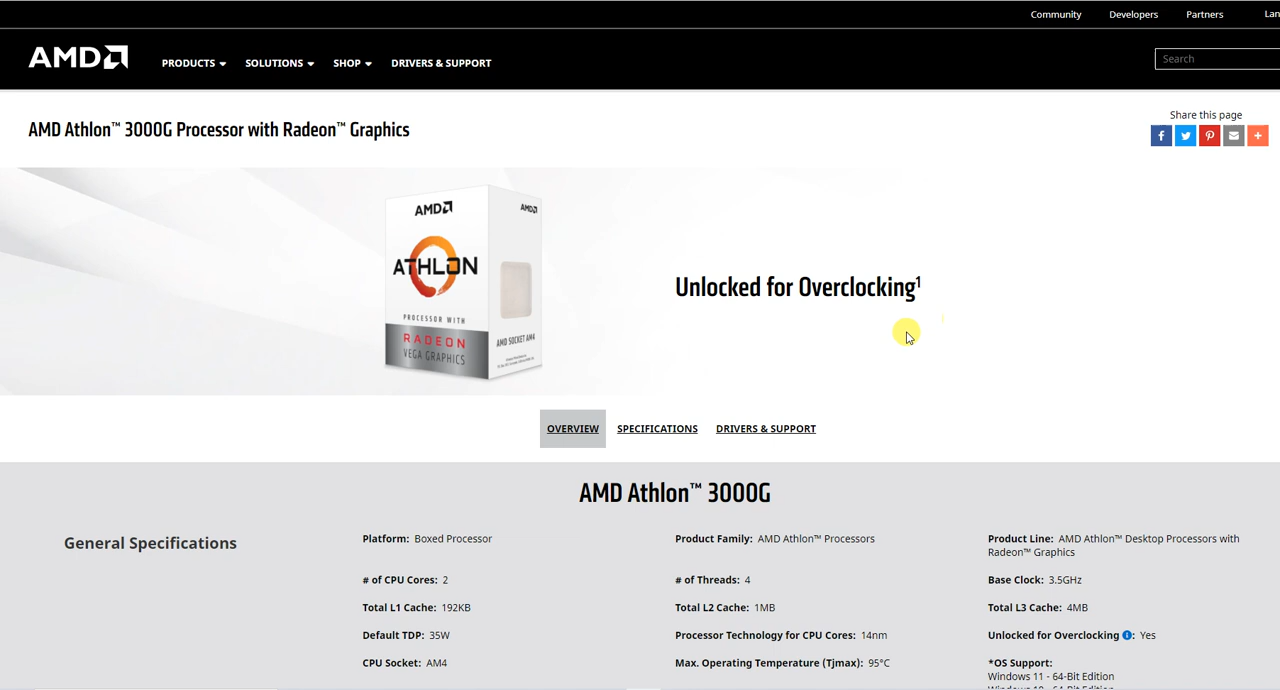 Community Developers Partners Lan
AMD PRODUCTS SOLUTIONS SHOP DRIVERS & SUPPORT Search
AMD Athlon™ 3000G Processor with Radeon™ Graphics
Share this page
AMD
AMD
ATHLON
PROCESSOR WITH
RADEON
VEGA GRAPHICS
AMD SOCKET AM4
Unlocked for Overclocking¹
OVERVIEW SPECIFICATIONS DRIVERS & SUPPORT
AMD Athlon™ 3000G
General Specifications
Platform: Boxed Processor Product Family: AMD Athlon™ Processors Product Line: AMD Athlon™ Desktop Processors with
Radeon™ Graphics
# of CPU Cores: 2 # of Threads: 4 Base Clock: 3.5GHz
Total L1 Cache: 192KB Total L2 Cache: 1MB Total L3 Cache: 4MB
Default TDP: 35W Processor Technology for CPU Cores: 14nm Unlocked for Overclocking : Yes
CPU Socket: AM4 Max. Operating Temperature (Tjmax): 95°C *OS Support:
Windows 11 - 64-Bit Edition